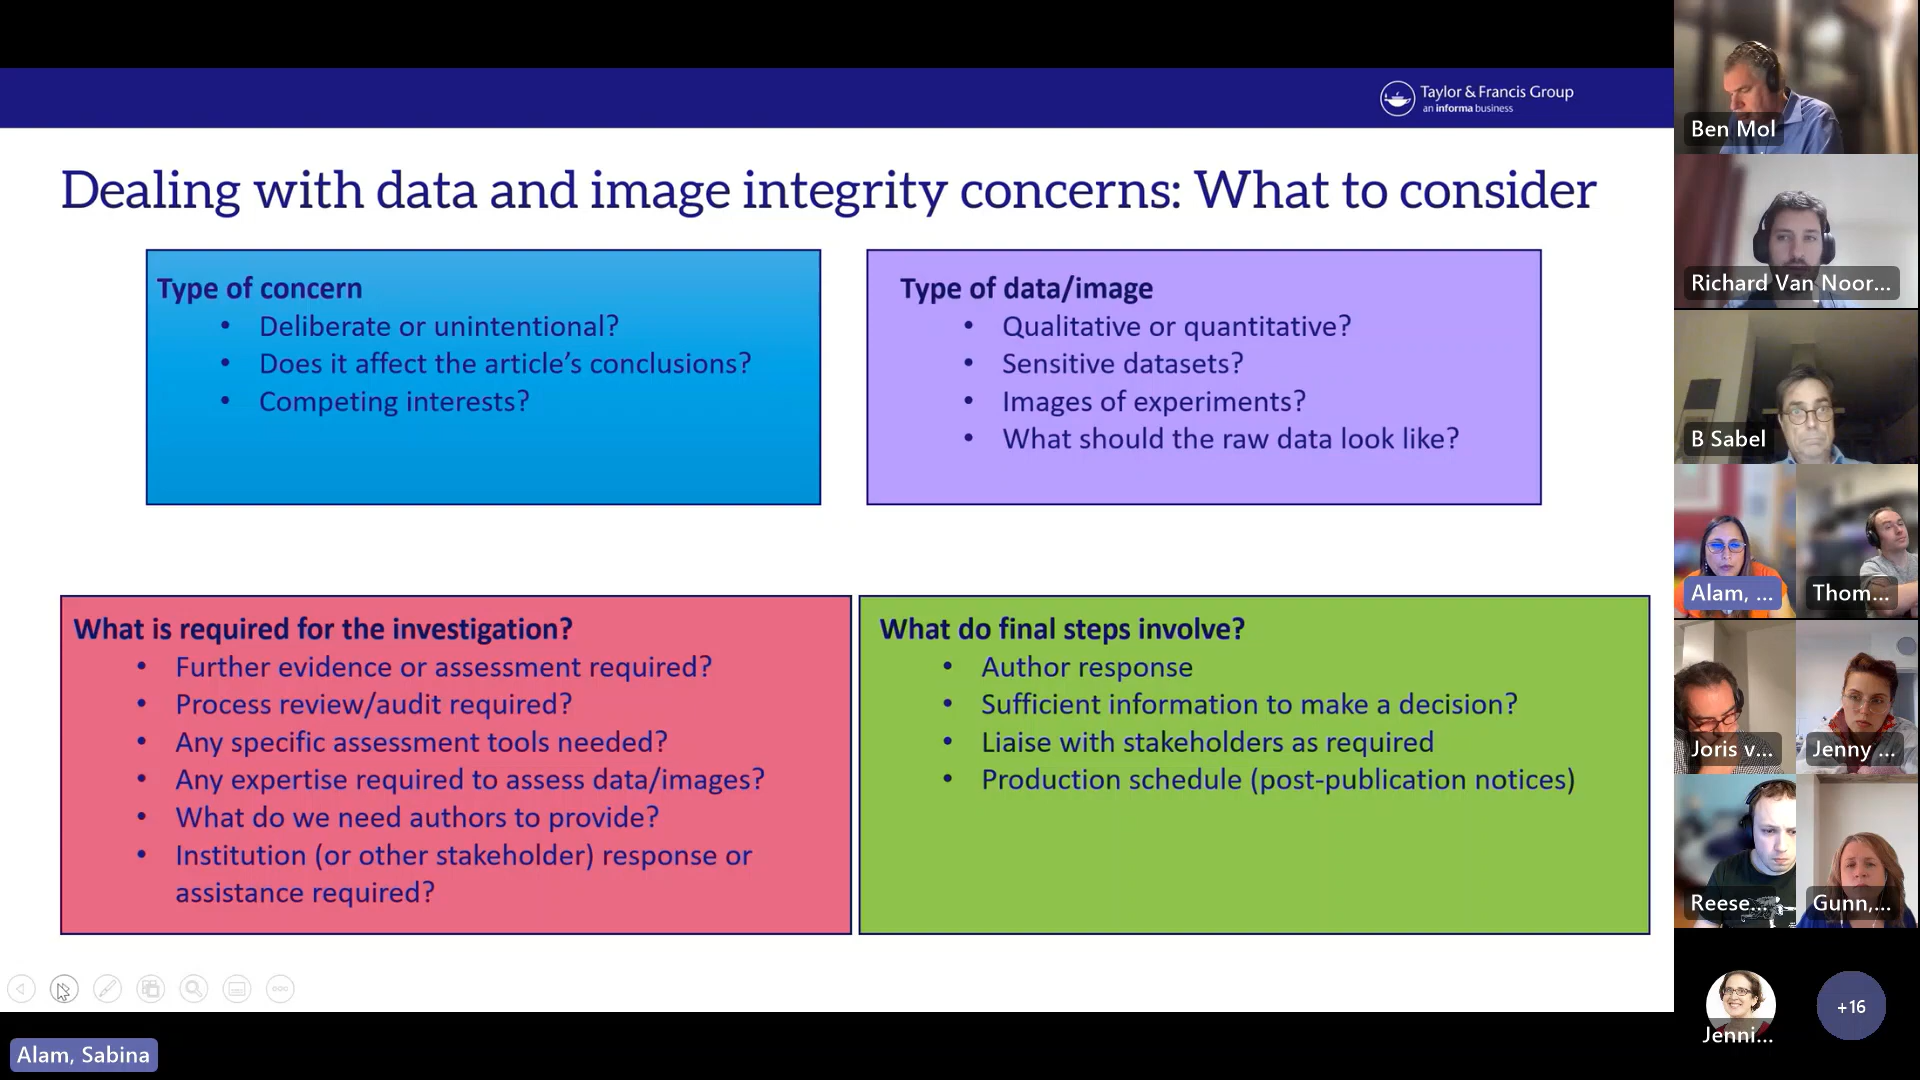 Taylor & Francis Group
an informa business
Dealing with data and image integrity concerns: What to consider
Type of concern
• Deliberate or unintentional?
• Does it affect the article’s conclusions?
• Competing interests?
Type of data/image
• Qualitative or quantitative?
• Sensitive datasets?
• Images of experiments?
• What should the raw data look like?
What is required for the investigation?
• Further evidence or assessment required?
• Process review/audit required?
• Any specific assessment tools needed?
• Any expertise required to assess data/images?
• What do we need authors to provide?
• Institution (or other stakeholder) response or
assistance required?
What do final steps involve?
• Author response
• Sufficient information to make a decision?
• Liaise with stakeholders as required
• Production schedule (post-publication notices)
Alam, Sabina
Ben Mol
Richard Van Noor...
B Sabel
Alam, ...
Thom...
Joris v...
Jenny ...
Reese...
Gunn,...
Jenni...
+16